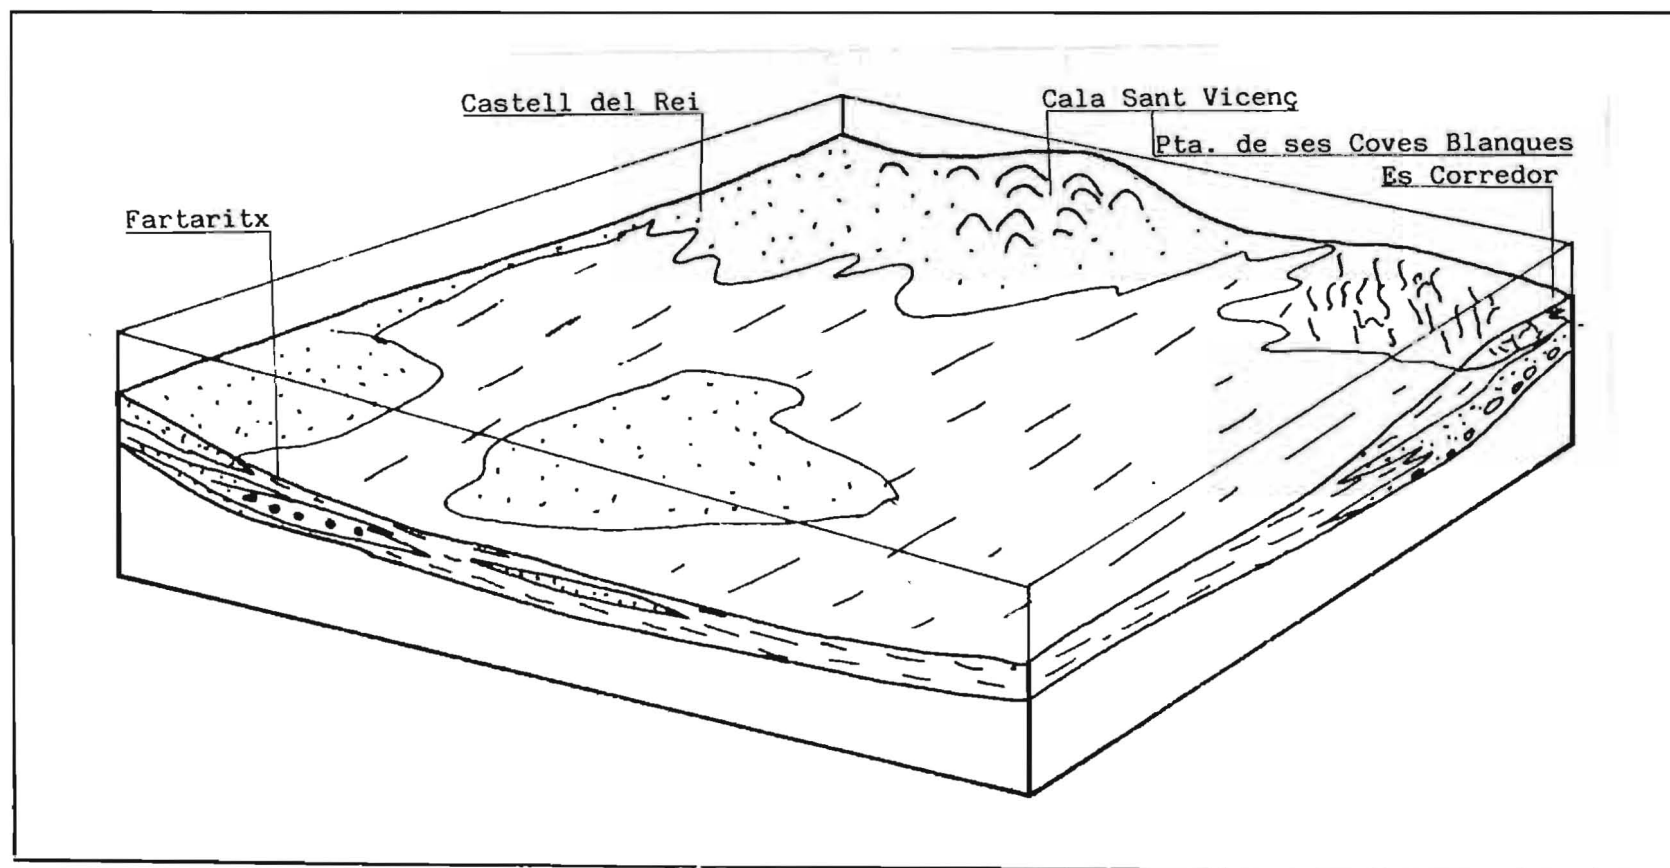 Castell del Rei
Cala Sant Vicenç
Pta. de ses Coves Blanques
Es Corredor
Fartaritx